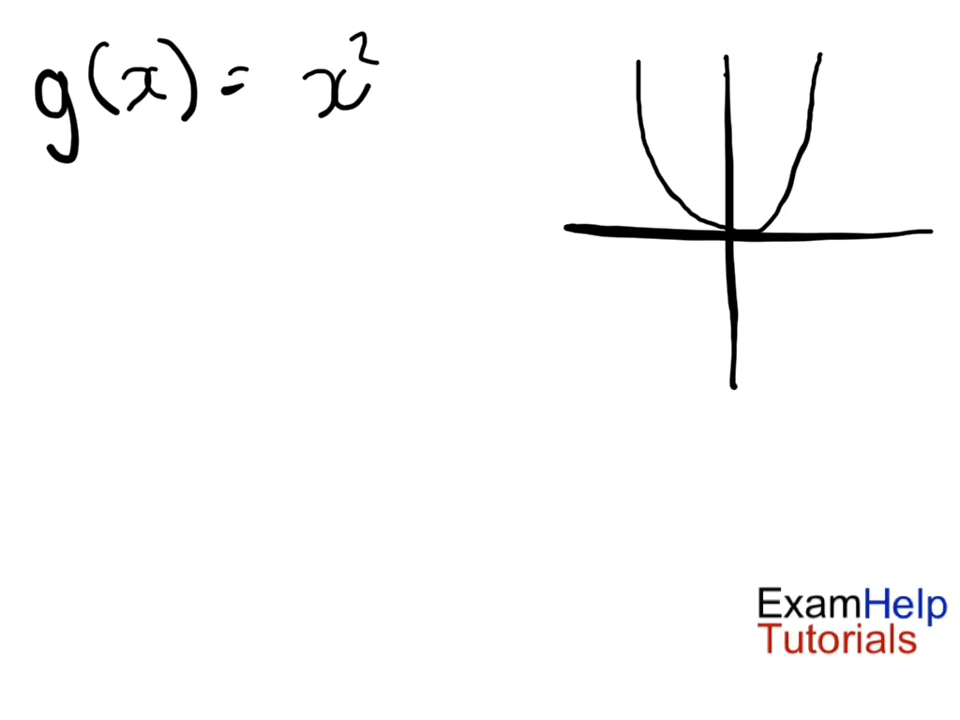 g(x) = x²
ExamHelp
Tutorials